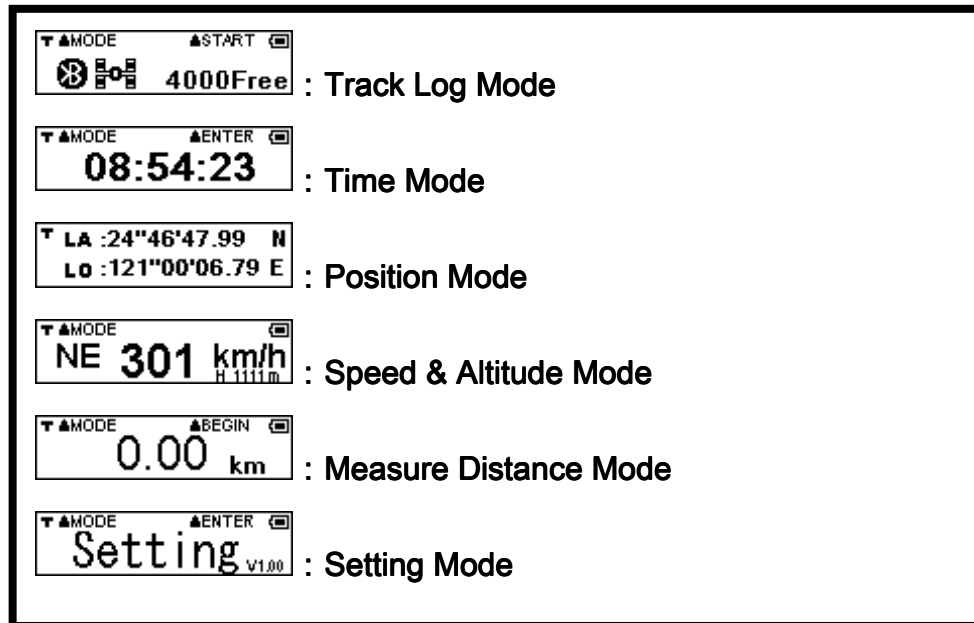 ▲MODE ▲START
4000Free : Track Log Mode
▲MODE ▲ENTER
08:54:23 : Time Mode
LA :24"46'47.99 N
LO :121"00'06.79 E : Position Mode
▲MODE
NE 301 km/h
H 1111m : Speed & Altitude Mode
▲MODE ▲BEGIN
0.00 km : Measure Distance Mode
▲MODE ▲ENTER
Setting V1.00 : Setting Mode